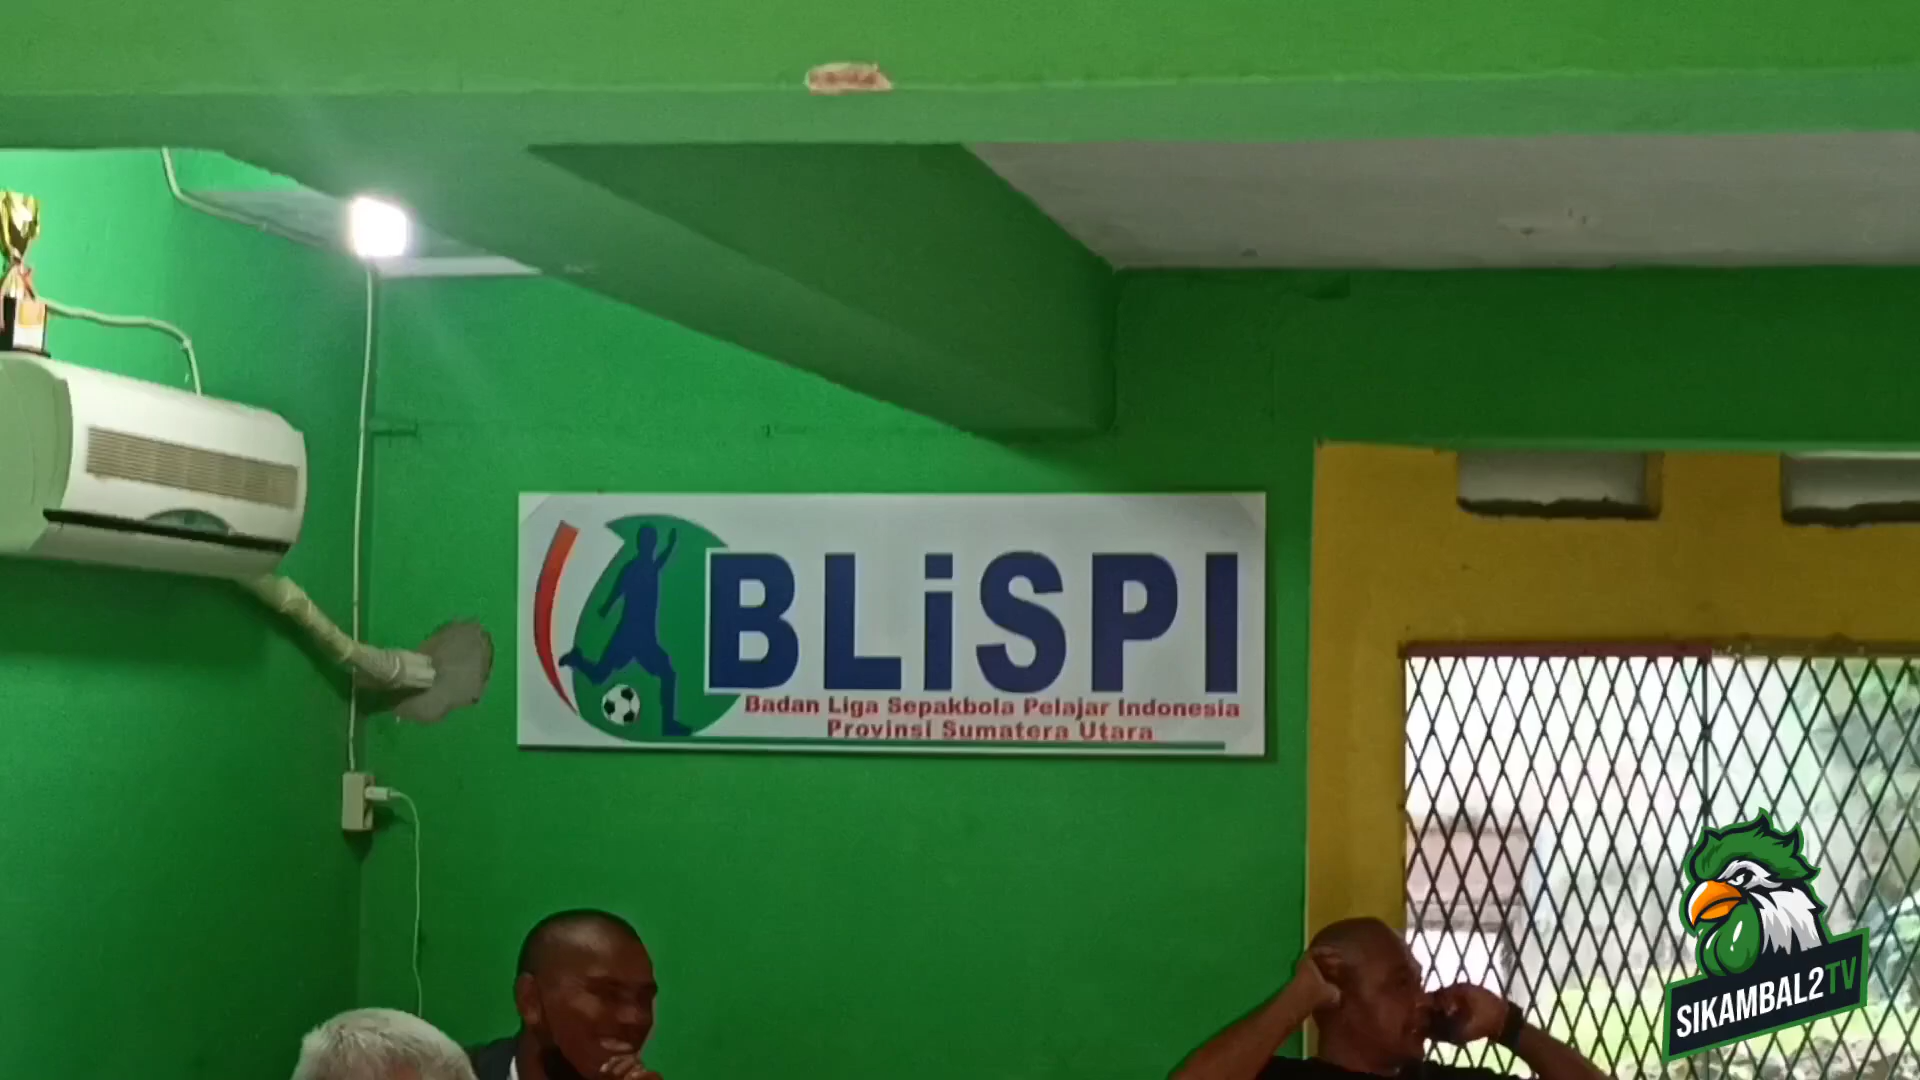 BLiSPI
Badan Liga Sepakbola Pelajar Indonesia
Provinsi Sumatera Utara
SIKAMBAL2TV